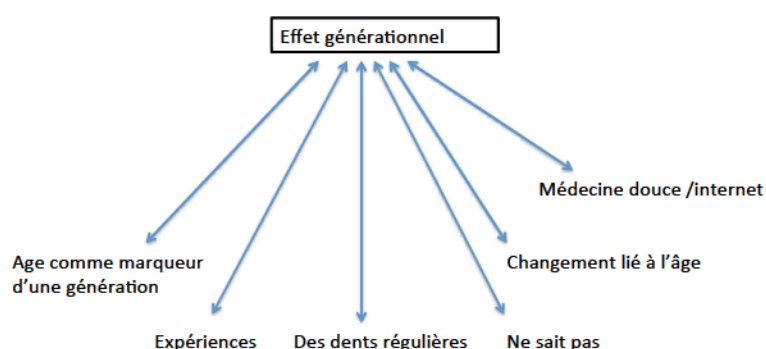 Effet générationnel
Médecine douce /internet
Age comme marqueur
d'une génération
Changement lié à l'âge
Expériences
Des dents régulières
Ne sait pas